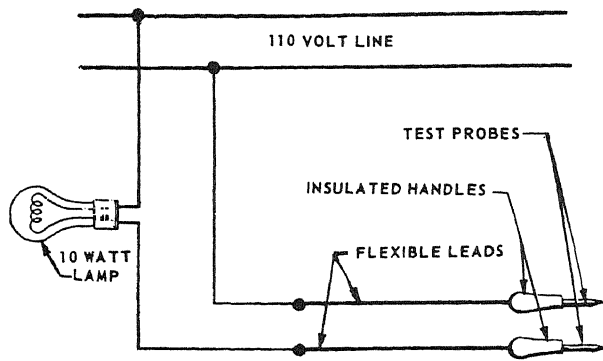 110 VOLT LINE
TEST PROBES
INSULATED HANDLES
10 WATT
LAMP
FLEXIBLE LEADS